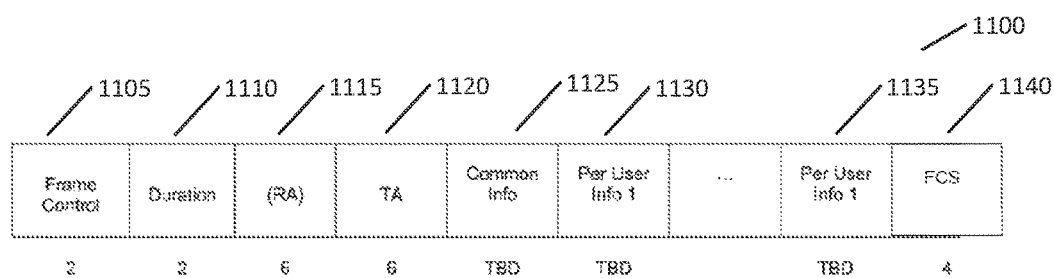 1100
1105 1110 1115 1120 1125 1130 1135 1140
Frame Control Duration (RA) TA Common Info Per User Info 1 ... Per User Info 1 FCS
2 2 6 6 TBD TBD TBD 4